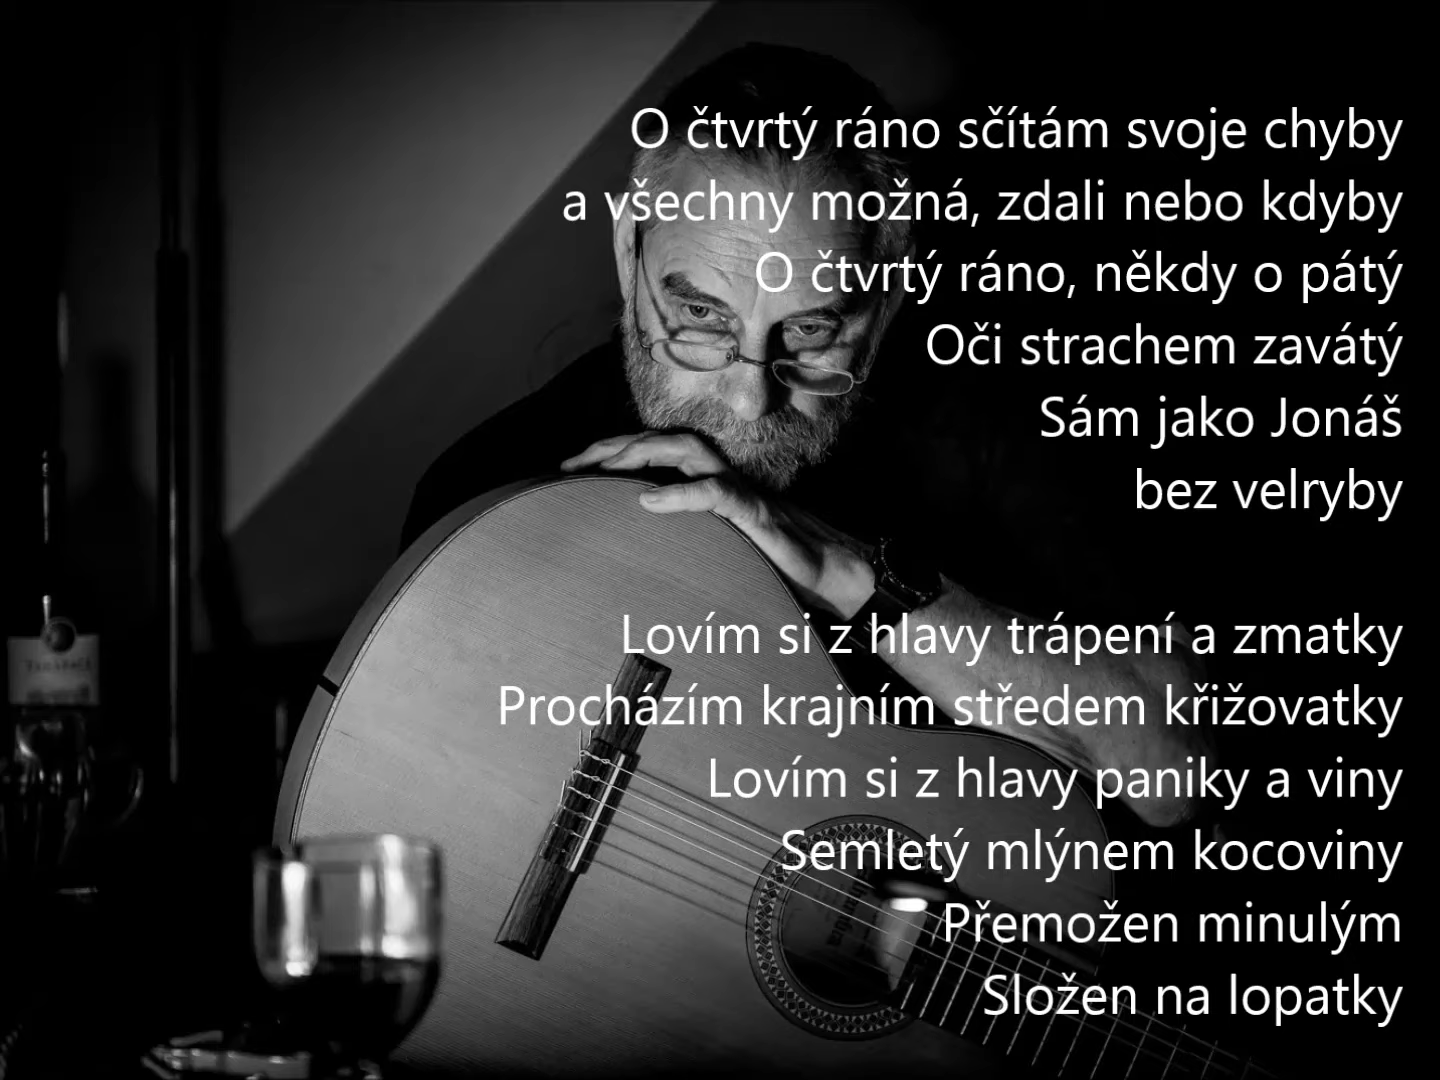 O čtvrtý ráno sčítám svoje chyby
a všechny možná, zdali nebo kdyby
O čtvrtý ráno, někdy o pátý
Oči strachem zavátý
Sám jako Jonáš
bez velryby
Lovím si z hlavy trápení a zmatky
Procházím krajním středem křižovatky
Lovím si z hlavy paniky a viny
Semletý mlýnem kocoviny
Přemožen minulým
Složen na lopatky